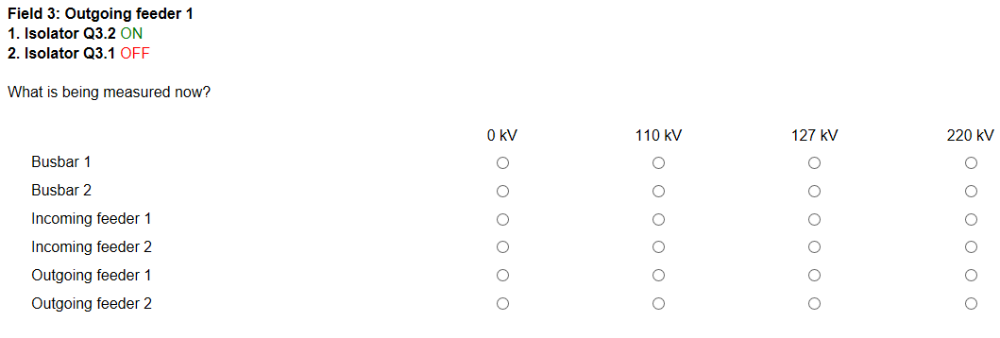 Field 3: Outgoing feeder 1
1. Isolator Q3.2 ON
2. Isolator Q3.1 OFF
What is being measured now?
0 kV 110 kV 127 kV 220 kV
Busbar 1
Busbar 2
Incoming feeder 1
Incoming feeder 2
Outgoing feeder 1
Outgoing feeder 2